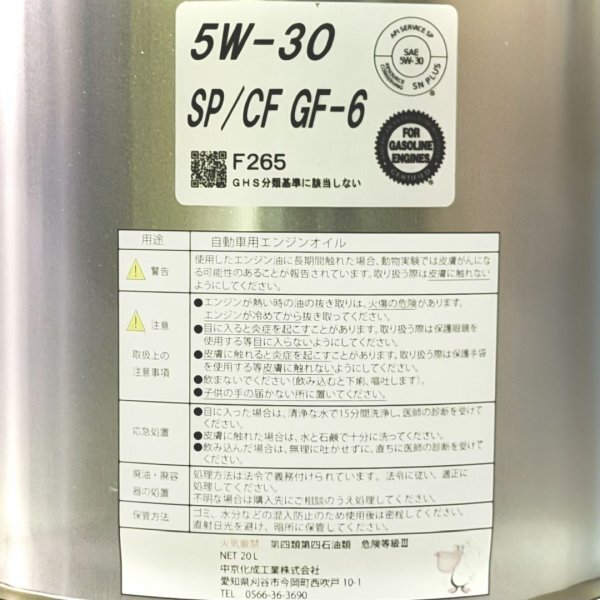 5W-30
API SERVICE SP
SAE
5W-30
RESOURCE
CONSERVING
SN PLUS
SP/CF GF-6
FOR
GASOLINE
ENGINES
CERTIFIED
F265
GHS分類基準に該当しない
用途 自動車用エンジンオイル
警告
使用したエンジン油に長期間触れた場合、動物実験では皮膚がんにな
る可能性のあることが報告されています。取り扱う際は皮膚に触れない
ようにしてください。
注意
取扱上の
注意事項
●エンジンが熱い時の油の抜き取りは、火傷の危険があります。
エンジンが冷めてから抜き取ってください。
●目に入ると炎症を起こすことがあります。取り扱う際は保護眼鏡を
使用する等目に入らないようにしてください。
●皮膚に触れると炎症を起こすことがあります。取り扱う際は保護手袋
を使用する等皮膚に触れないようにしてください。
●飲まないでください（飲み込むと下痢、嘔吐します）。
●子供の手の届かない所に置いてください。
応急処置
●目に入った場合は、清浄な水で15分間洗浄し、医師の診断を受けて
ください。
●皮膚に触れた場合は、水と石鹸で十分に洗ってください。
●飲み込んだ場合は、無理に吐かせずに、直ちに医師の診断を受けて
ください。
廃油・廃容
器の処置
処理方法は法令で義務付けられています。法令に従い、適正に
処理してください。
不明な場合は購入先にご相談のうえ処理してください。
保管方法
ゴミ、水分などの混入防止のため使用後は密栓してください。
直射日光を避け、暗所に保管してください。
火気厳禁 第四類第四石油類 危険等級Ⅲ
NET 20L
中京化成工業株式会社
愛知県刈谷市今岡町西吹戸10-1
TEL 0566-36-3690